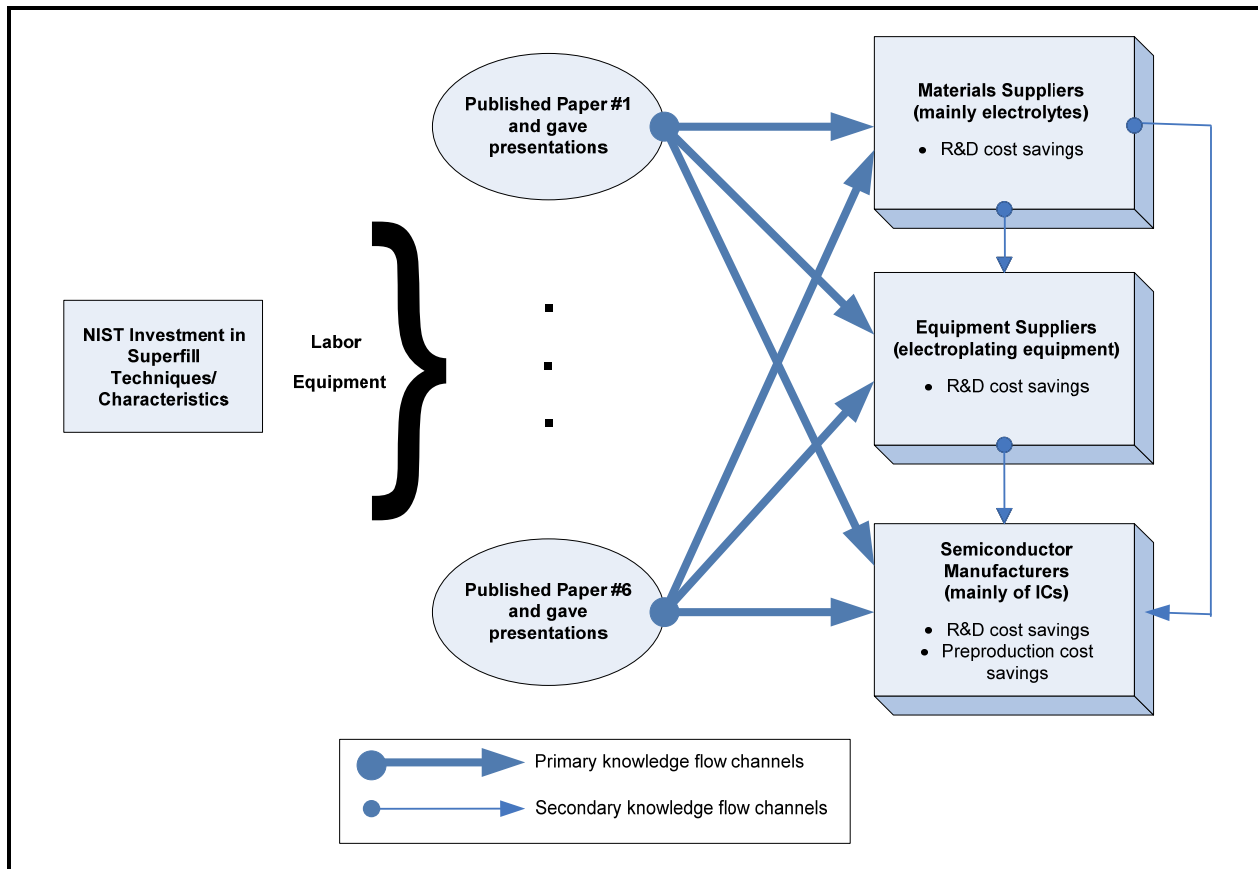 NIST Investment in
Superfill
Techniques/
Characteristics
Labor
Equipment
}
Published Paper #1
and gave
presentations
Published Paper #6
and gave
presentations
Materials Suppliers
(mainly electrolytes)
• R&D cost savings
Equipment Suppliers
(electroplating equipment)
• R&D cost savings
Semiconductor
Manufacturers
(mainly of ICs)
• R&D cost savings
• Preproduction cost
savings
Primary knowledge flow channels
Secondary knowledge flow channels